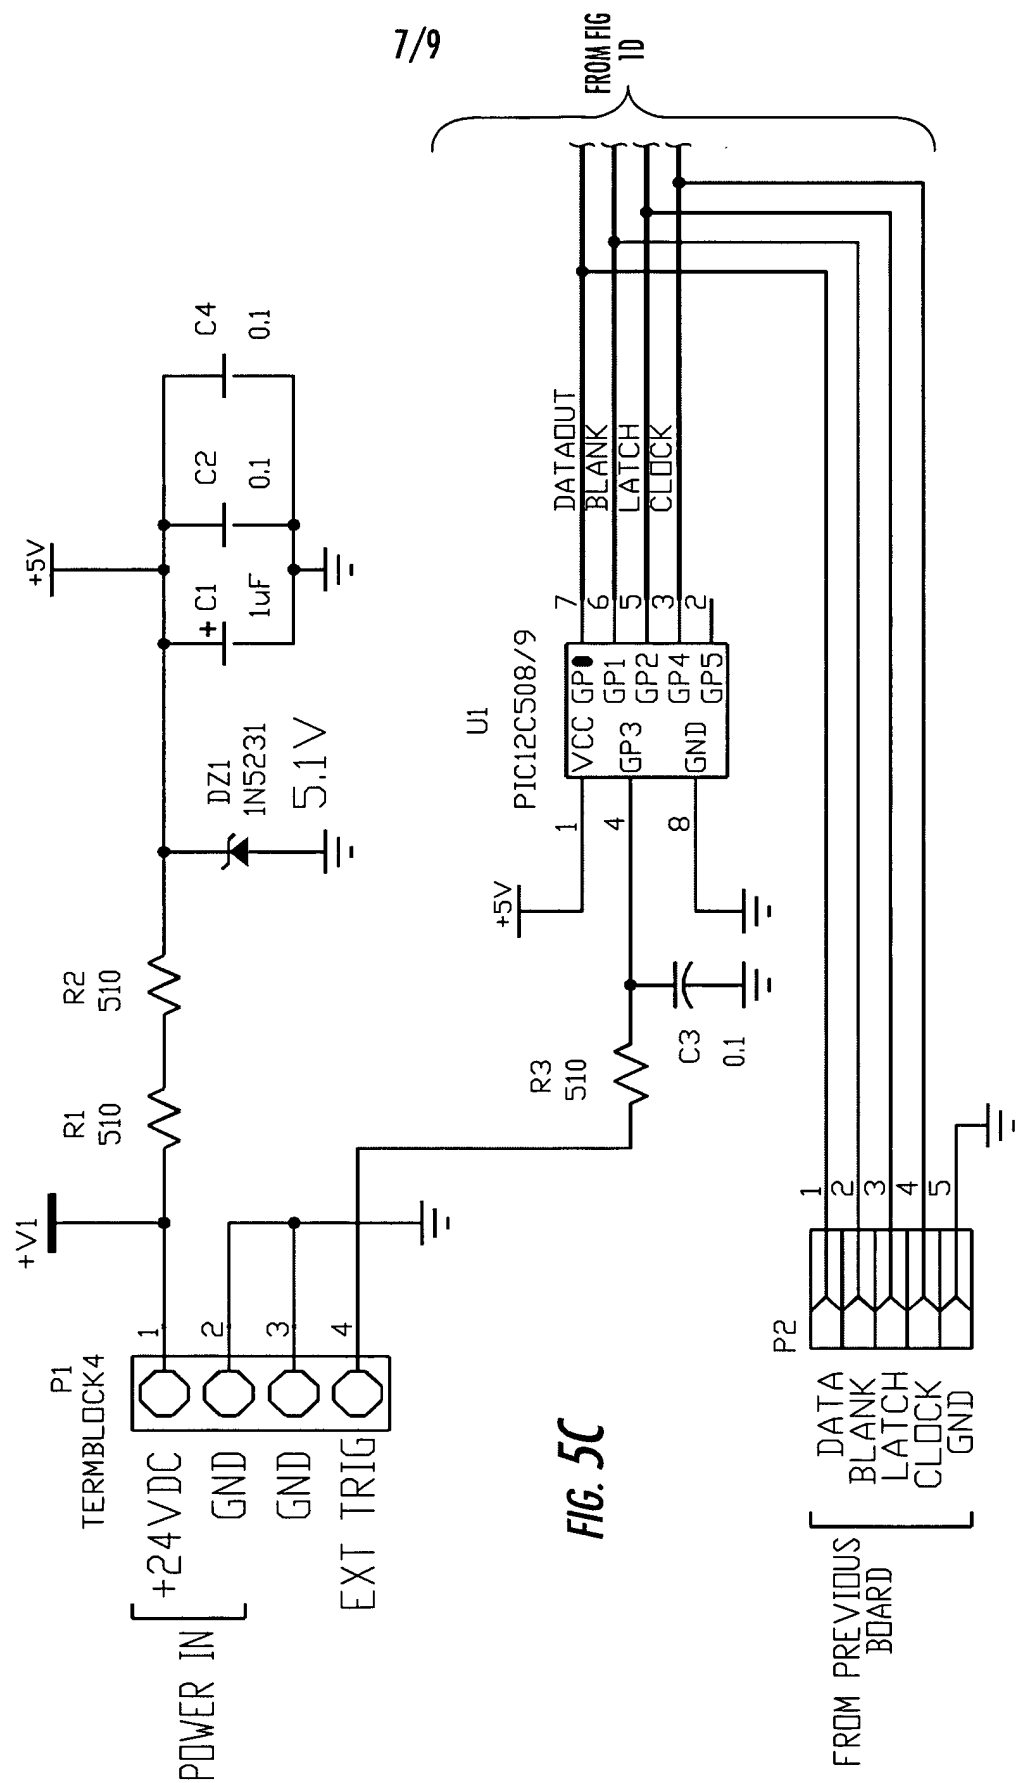 7/9
FROM FIG
1D
+V1
+5V
R1
510
R2
510
DZ1
1N5231
5.1V
+
C1
1uF
C2
0.1
C4
0.1
P1
TERMBLOCK4
POWER IN
+24VDC
1
GND
2
GND
3
EXT TRIG
4
R3
510
C3
0.1
+5V
U1
PIC12C508/9
1
VCC
GP0
7
DATAOUT
GP1
6
BLANK
4
GP3
GP2
5
LATCH
GP4
3
CLOCK
8
GND
GP5
2
FIG. 5C
P2
FROM PREVIOUS
BOARD
DATA
1
BLANK
2
LATCH
3
CLOCK
4
GND
5